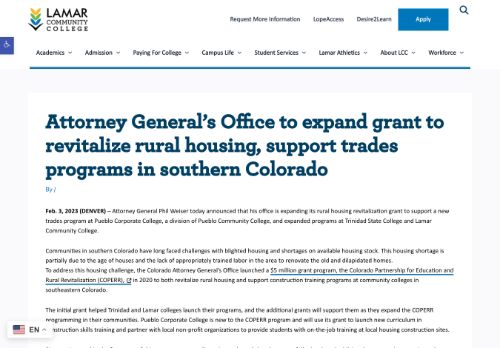 LAMAR
COMMUNITY
COLLEGE
Request More Information LopeAccess Desire2Learn Apply
Academics Admission Paying For College Campus Life Student Services Lamar Athletics About LCC Workforce
Attorney General's Office to expand grant to
revitalize rural housing, support trades
programs in southern Colorado
By /
Feb. 3, 2023 (DENVER) – Attorney General Phil Weiser today announced that his office is expanding its rural housing revitalization grant to support a new
trades program at Pueblo Corporate College, a division of Pueblo Community College, and expanded programs at Trinidad State College and Lamar
Community College.
Communities in southern Colorado have long faced challenges with blighted housing and shortages on available housing stock. This housing shortage is
partially due to the age of houses and the lack of appropriately trained labor in the area to renovate the old and dilapidated homes.
To address this housing challenge, the Colorado Attorney General's Office launched a $5 million grant program, the Colorado Partnership for Education and
Rural Revitalization (COPERR), in 2020 to both revitalize rural housing and support construction training programs at community colleges in
southeastern Colorado.
The initial grant helped Trinidad and Lamar colleges launch their programs, and the additional grants will support them as they expand the COPERR
programming in their communities. Pueblo Corporate College is new to the COPERR program and will use its grant to launch new curriculum in
construction skills training and partner with local non-profit organizations to provide students with on-the-job training at local housing construction sites.
EN